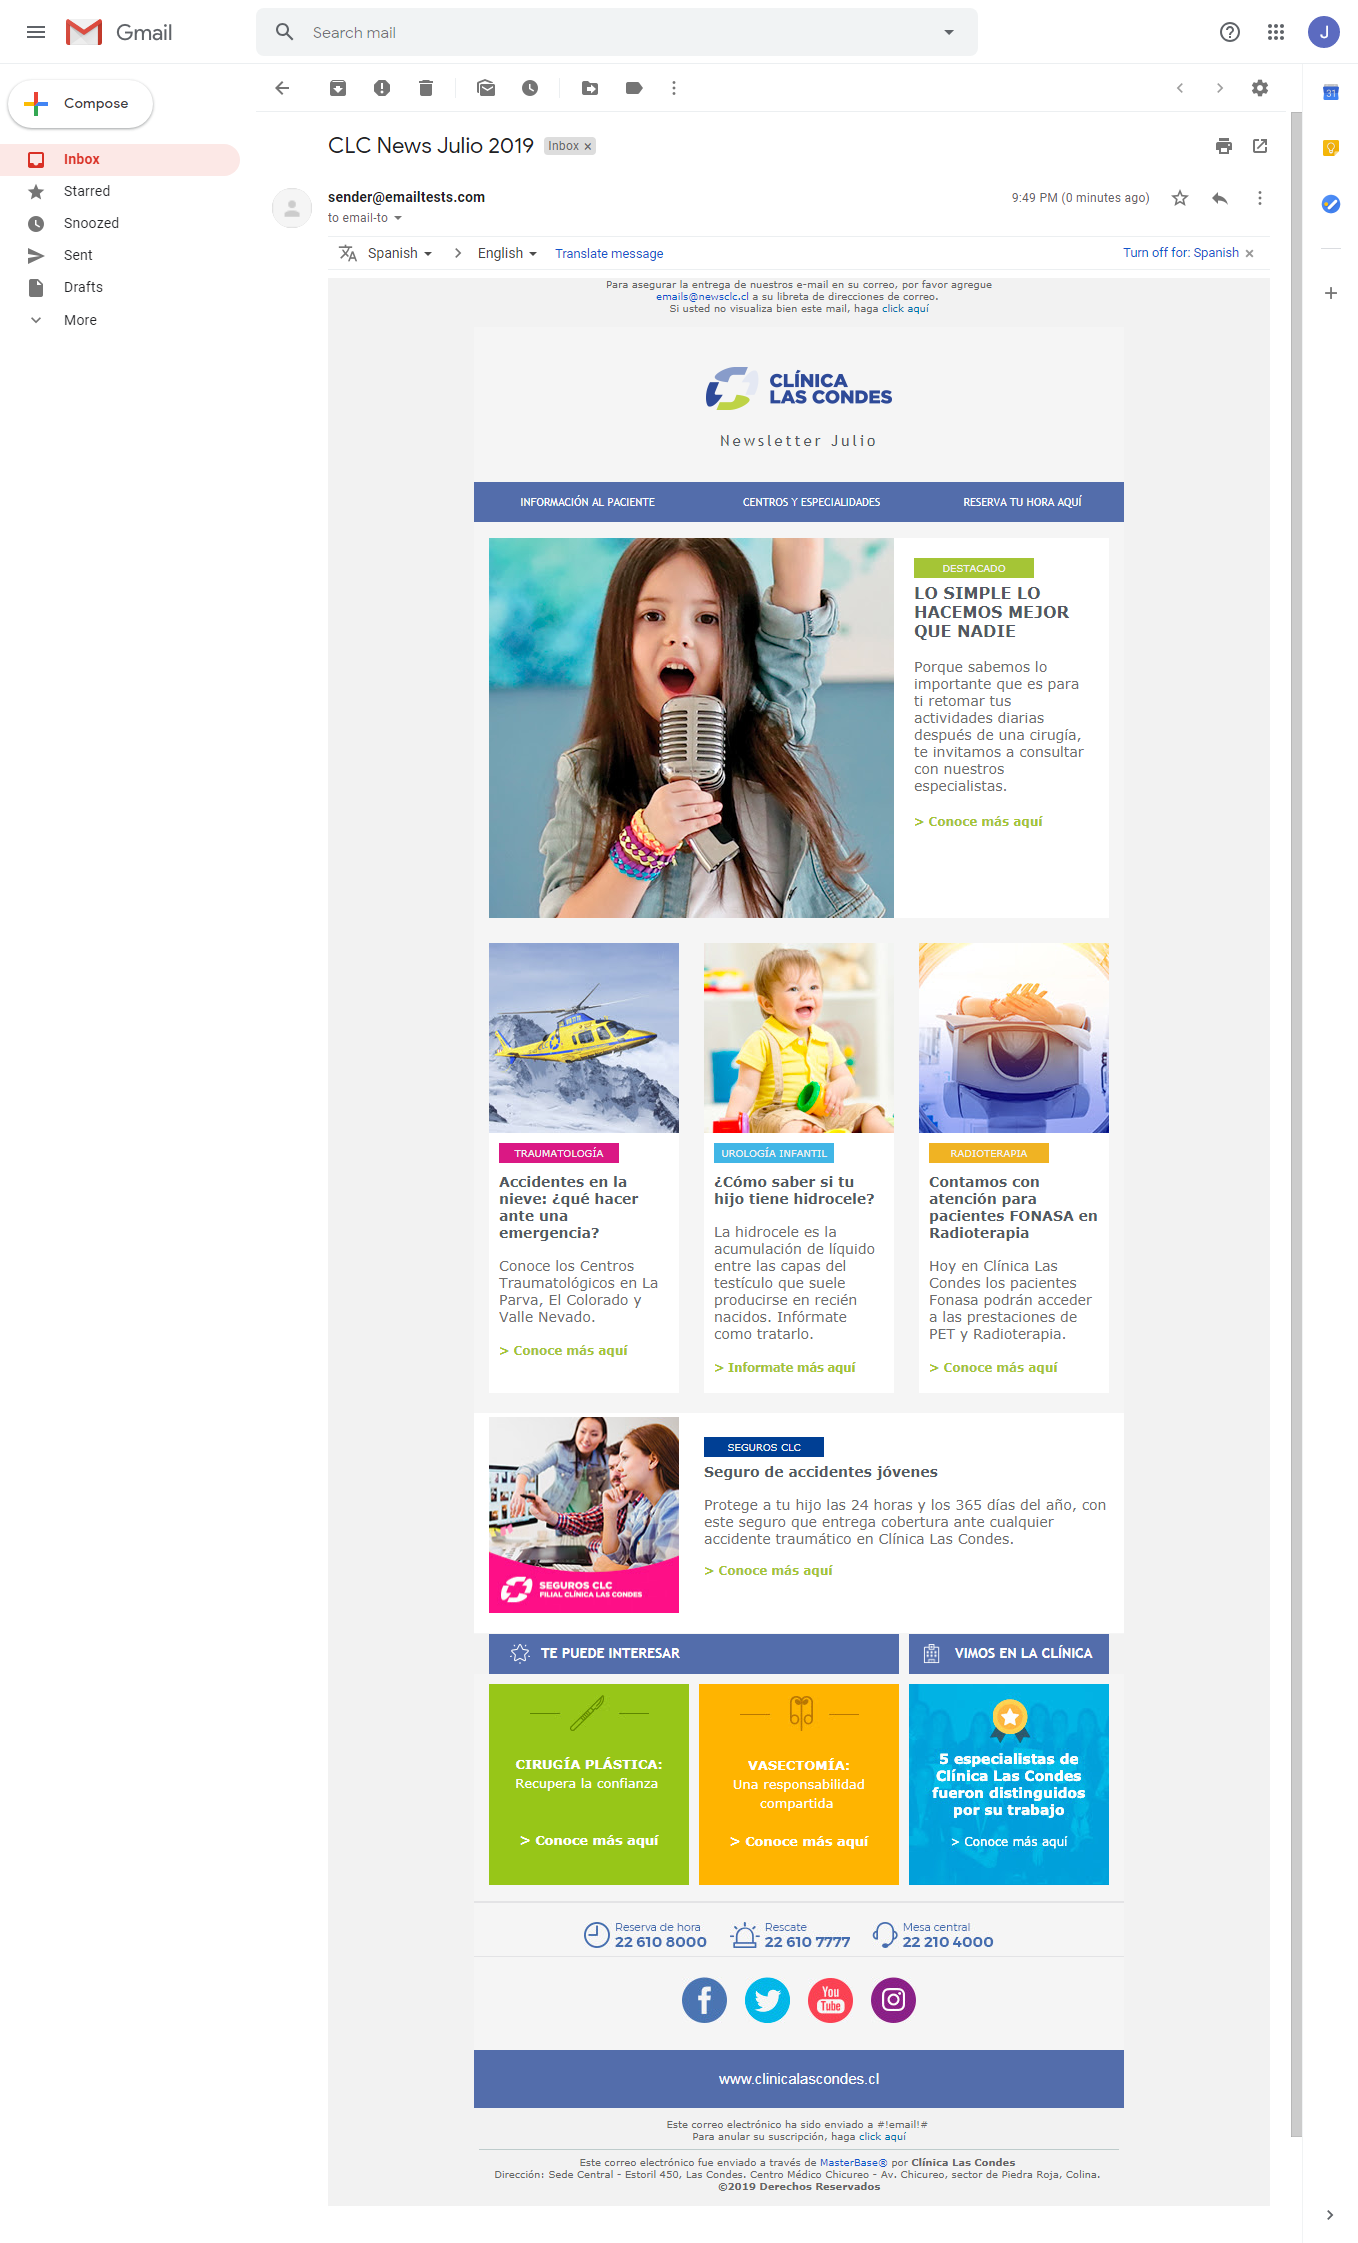 Gmail
Search mail
J
Compose
Inbox
Starred
Snoozed
Sent
Drafts
More
31
CLC News Julio 2019
Inbox ×
sender@emailtests.com
9:49 PM (0 minutes ago)
to email-to
Spanish
English
Translate message
Turn off for: Spanish ×
Para asegurar la entrega de nuestros e-mail en su correo, por favor agregue
emails@newsclc.cl a su libreta de direcciones de correo.
Si usted no visualiza bien este mail, haga click aquí
CLÍNICA
LAS CONDES
Newsletter Julio
INFORMACIÓN AL PACIENTE
CENTROS Y ESPECIALIDADES
RESERVA TU HORA AQUÍ
DESTACADO
LO SIMPLE LO
HACEMOS MEJOR
QUE NADIE
Porque sabemos lo
importante que es para
ti retomar tus
actividades diarias
después de una cirugía,
te invitamos a consultar
con nuestros
especialistas.
> Conoce más aquí
TRAUMATOLOGÍA
Accidentes en la
nieve: ¿qué hacer
ante una
emergencia?
Conoce los Centros
Traumatológicos en La
Parva, El Colorado y
Valle Nevado.
> Conoce más aquí
UROLOGÍA INFANTIL
¿Cómo saber si tu
hijo tiene hidrocele?
La hidrocele es la
acumulación de líquido
entre las capas del
testículo que suele
producirse en recién
nacidos. Infórmate
como tratarlo.
> Informate más aquí
RADIOTERAPIA
Contamos con
atención para
pacientes FONASA en
Radioterapia
Hoy en Clínica Las
Condes los pacientes
Fonasa podrán acceder
a las prestaciones de
PET y Radioterapia.
> Conoce más aquí
SEGUROS CLC
FILIAL CLÍNICA LAS CONDES
SEGUROS CLC
Seguro de accidentes jóvenes
Protege a tu hijo las 24 horas y los 365 días del año, con
este seguro que entrega cobertura ante cualquier
accidente traumático en Clínica Las Condes.
> Conoce más aquí
TE PUEDE INTERESAR
VIMOS EN LA CLÍNICA
CIRUGÍA PLÁSTICA:
Recupera la confianza
> Conoce más aquí
VASECTOMÍA:
Una responsabilidad
compartida
> Conoce más aquí
5 especialistas de
Clínica Las Condes
fueron distinguidos
por su trabajo
> Conoce más aquí
Reserva de hora
22 610 8000
Rescate
22 610 7777
Mesa central
22 210 4000
You
Tube
www.clinicalascondes.cl
Este correo electrónico ha sido enviado a #!email!#
Para anular su suscripción, haga click aquí
Este correo electrónico fue enviado a través de MasterBase® por Clínica Las Condes
Dirección: Sede Central - Estoril 450, Las Condes. Centro Médico Chicureo - Av. Chicureo, sector de Piedra Roja, Colina.
©2019 Derechos Reservados